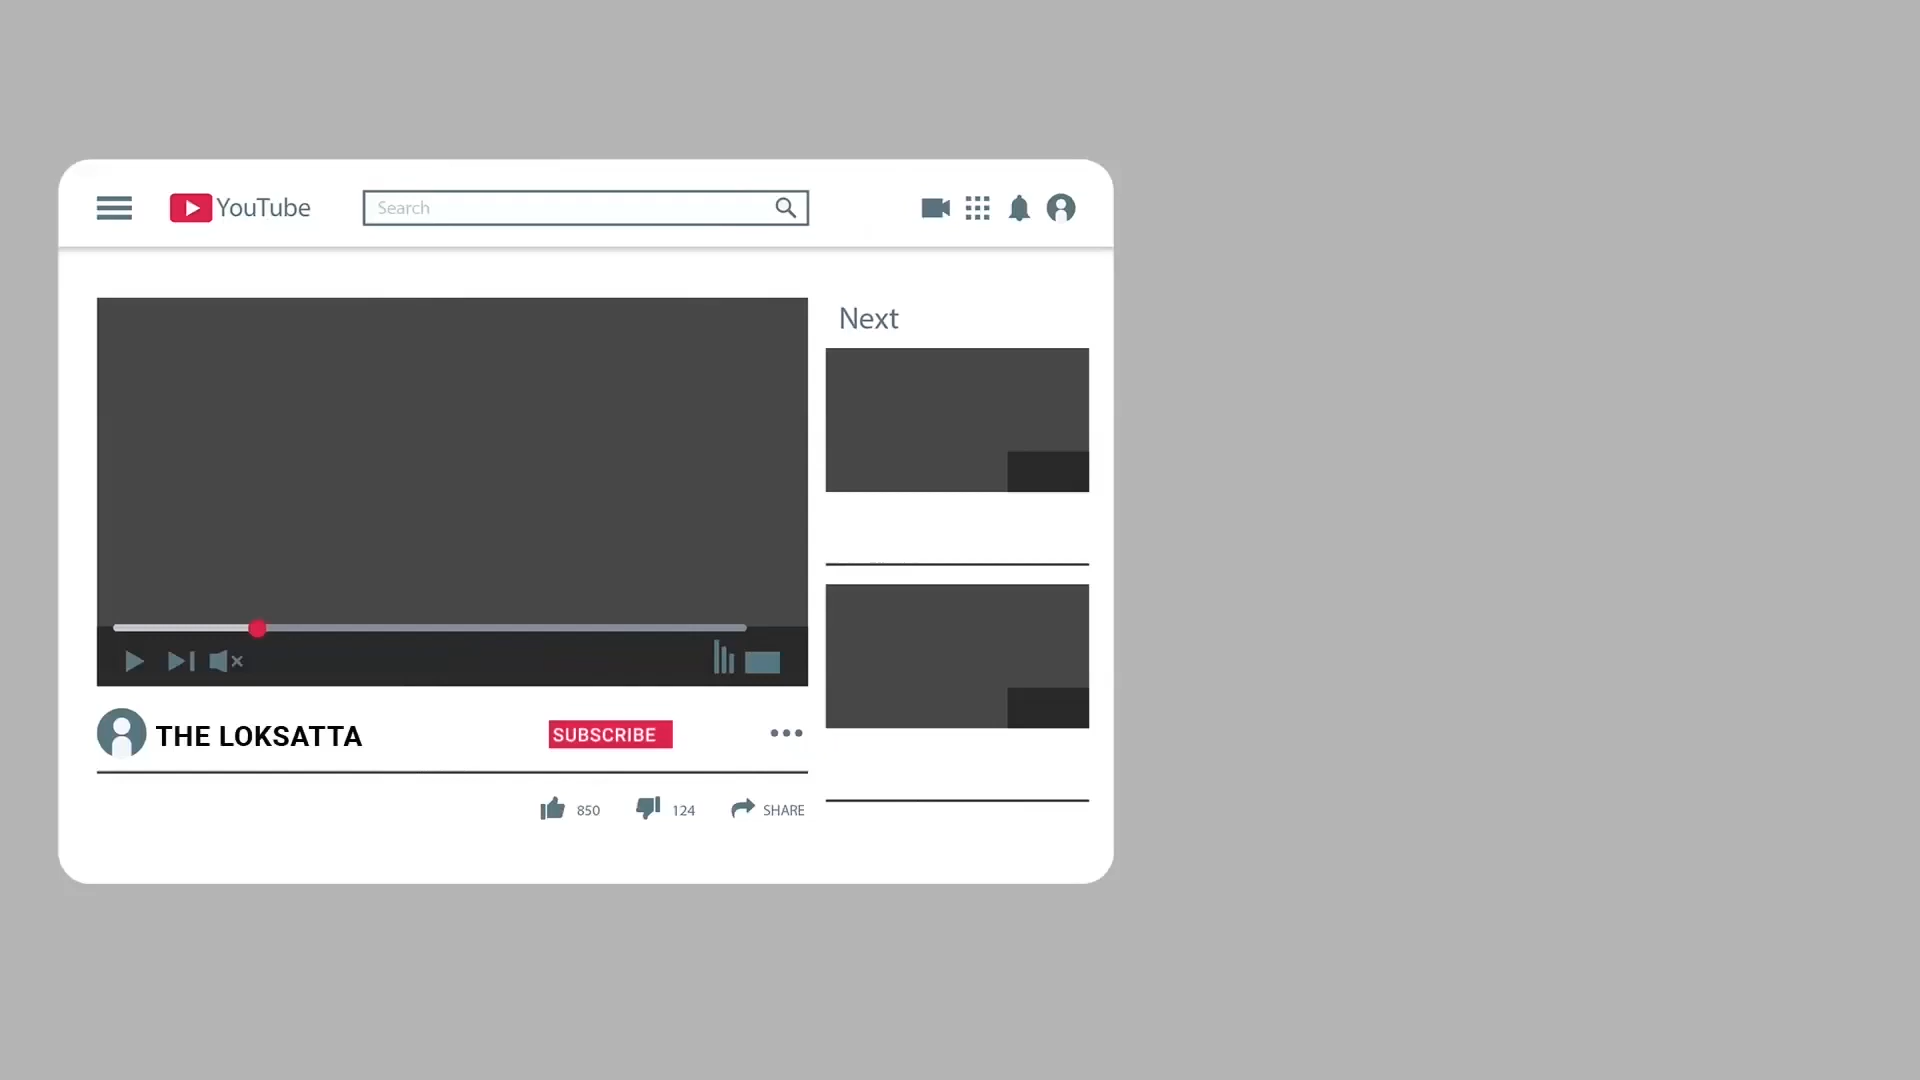 YouTube
Search
Next
THE LOKSATTA
SUBSCRIBE
850
124
SHARE